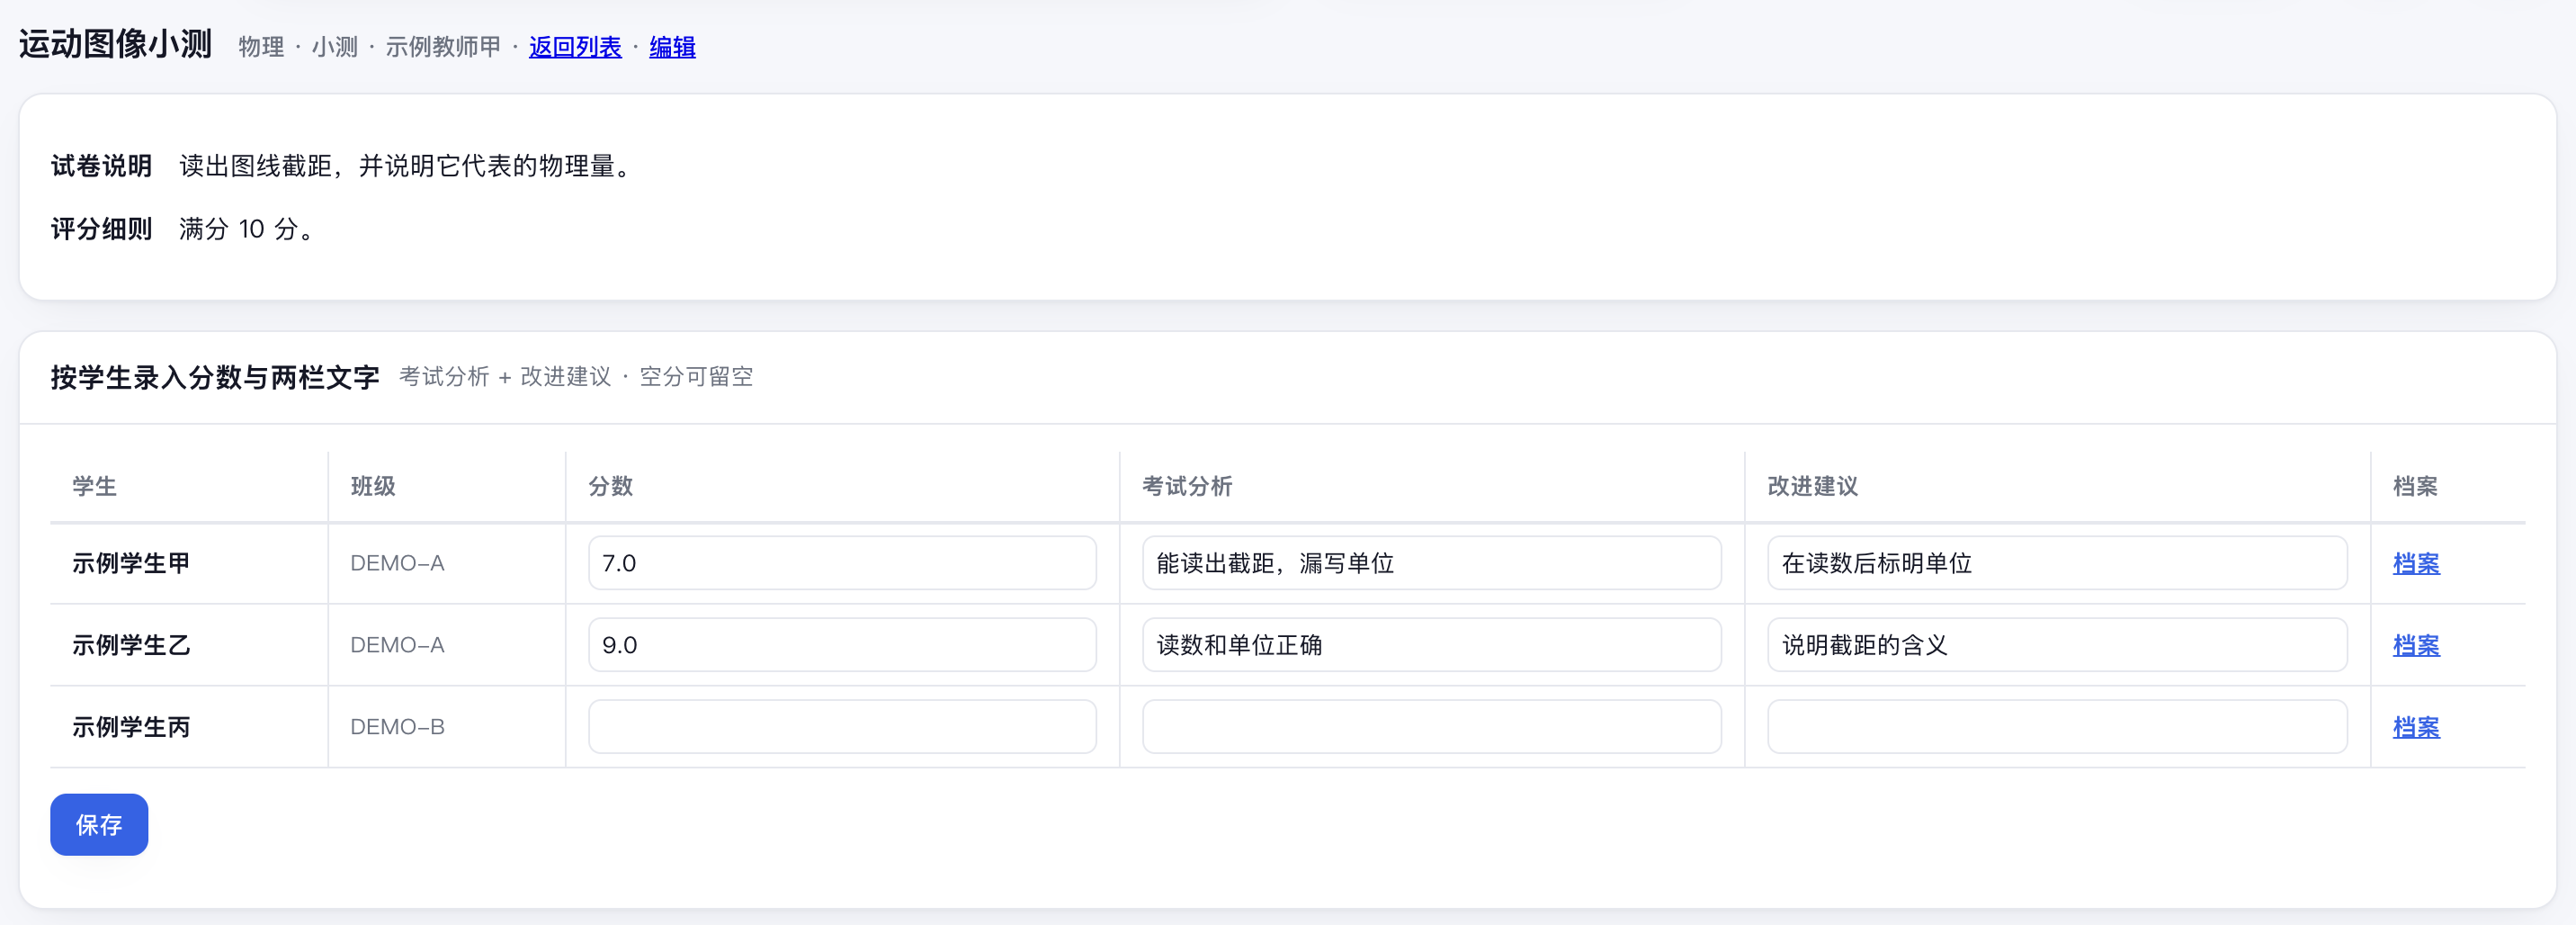 运动图像小测 物理 · 小测 · 示例教师甲 · 返回列表 · 编辑
试卷说明 读出图线截距，并说明它代表的物理量。
评分细则 满分 10 分。
按学生录入分数与两栏文字 考试分析 + 改进建议 · 空分可留空
学生 班级 分数 考试分析 改进建议 档案
示例学生甲 DEMO-A 7.0 能读出截距，漏写单位 在读数后标明单位 档案
示例学生乙 DEMO-A 9.0 读数和单位正确 说明截距的含义 档案
示例学生丙 DEMO-B 档案
保存